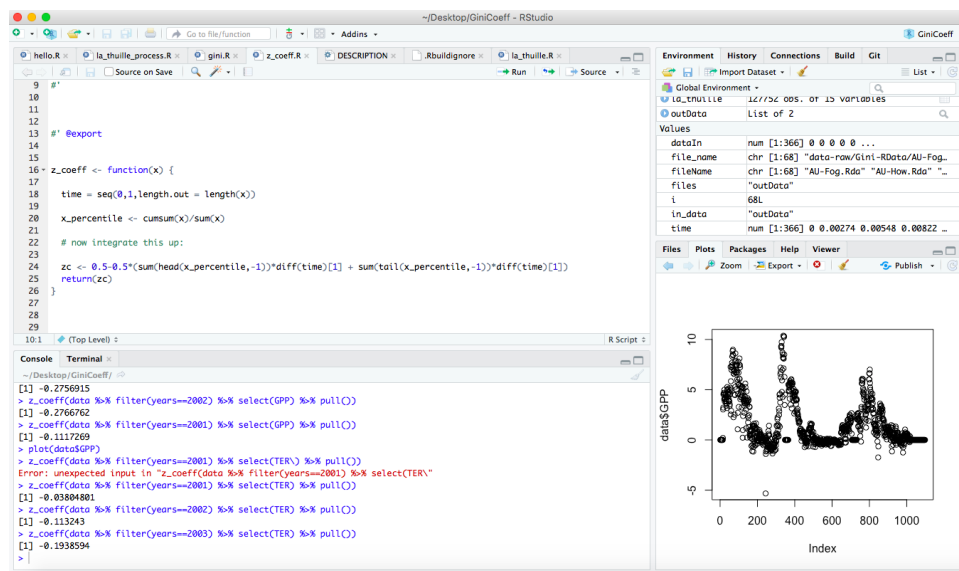 ~/Desktop/GiniCoeff - RStudio
Go to file/function
Addins
GiniCoeff
hello.R
la_thuille_process.R
gini.R
z_coeff.R
DESCRIPTION
.Rbuildignore
la_thuille.R
Source on Save
Run
Source
9 #'
10
11
12
13 #' @export
14
15
16 z_coeff <- function(x) {
17
18 time = seq(0,1,length.out = length(x))
19
20 x_percentile <- cumsum(x)/sum(x)
21
22 # now integrate this up:
23
24 zc <- 0.5-0.5*(sum(head(x_percentile,-1))*diff(time)[1] + sum(tail(x_percentile,-1))*diff(time)[1])
25 return(zc)
26 }
27
28
29
10:1 (Top Level) R Script
Console Terminal
~/Desktop/GiniCoeff/
[1] -0.2756915
> z_coeff(data %>% filter(years==2002) %>% select(GPP) %>% pull())
[1] -0.2766762
> z_coeff(data %>% filter(years==2001) %>% select(GPP) %>% pull())
[1] -0.1117269
> plot(data$GPP)
> z_coeff(data %>% filter(years==2001) %>% select(TER\) %>% pull())
Error: unexpected input in "z_coeff(data %>% filter(years==2001) %>% select(TER\"
> z_coeff(data %>% filter(years==2001) %>% select(TER) %>% pull())
[1] -0.03804801
> z_coeff(data %>% filter(years==2002) %>% select(TER) %>% pull())
[1] -0.113243
> z_coeff(data %>% filter(years==2003) %>% select(TER) %>% pull())
[1] -0.1938594
>
Environment History Connections Build Git
Import Dataset
List
Global Environment
la_thuille 127752 obs. of 15 variables
outData List of 2
Values
dataIn num [1:366] 0 0 0 0 0 ...
file_name chr [1:68] "data-raw/Gini-RData/AU-Fog…
fileName chr [1:68] "AU-Fog.Rda" "AU-How.Rda" "…
files "outData"
i 68L
in_data "outData"
time num [1:366] 0 0.00274 0.00548 0.00822 …
Files Plots Packages Help Viewer
Zoom Export Publish
data$GPP
10
5
0
-5
0 200 400 600 800 1000
Index